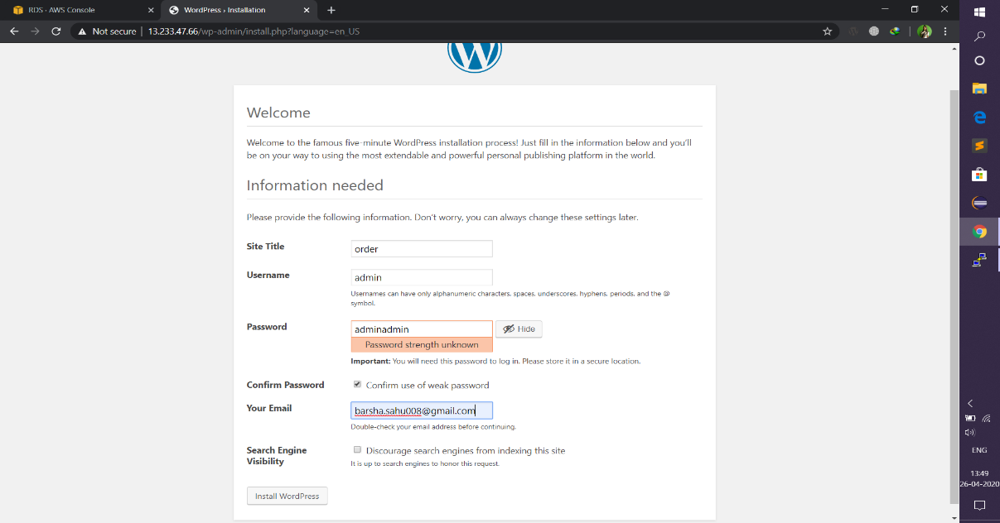 RDS · AWS Console
WordPress › Installation
Not secure | 13.233.47.66/wp-admin/install.php?language=en_US
Welcome
Welcome to the famous five-minute WordPress installation process! Just fill in the information below and you’ll
be on your way to using the most extendable and powerful personal publishing platform in the world.
Information needed
Please provide the following information. Don’t worry, you can always change these settings later.
Site Title
order
Username
admin
Usernames can have only alphanumeric characters, spaces, underscores, hyphens, periods, and the @
symbol.
Password
adminadmin
Hide
Password strength unknown
Important: You will need this password to log in. Please store it in a secure location.
Confirm Password
Confirm use of weak password
Your Email
barsha.sahu008@gmail.com
Double-check your email address before continuing.
Search Engine
Visibility
Discourage search engines from indexing this site
It is up to search engines to honor this request.
Install WordPress
ENG
13:49
26-04-2020